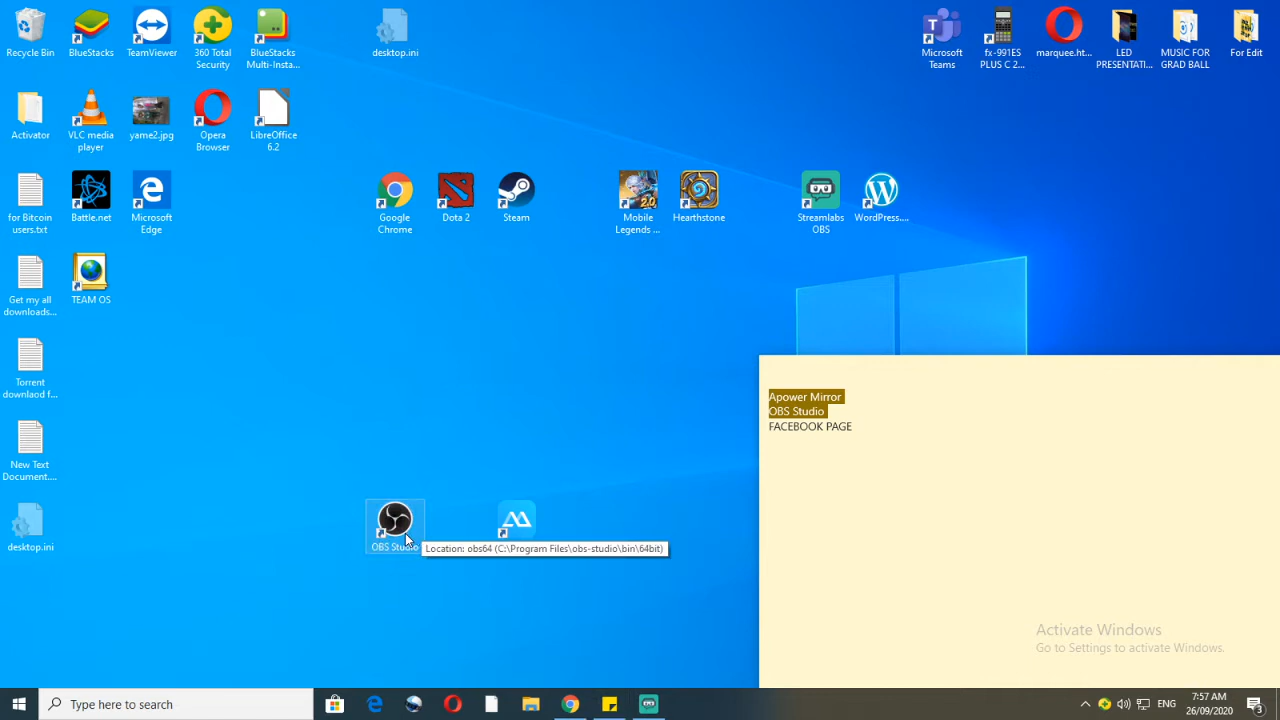 Recycle Bin
BlueStacks
TeamViewer
360 Total
Security
BlueStacks
Multi-Insta...
desktop.ini
Microsoft
Teams
fx-991ES
PLUS C 2...
marquee.ht...
LED
PRESENTATI...
MUSIC FOR
GRAD BALL
For Edit
Activator
VLC media
player
yame2.jpg
Opera
Browser
LibreOffice
6.2
for Bitcoin
users.txt
Battle.net
Microsoft
Edge
Google
Chrome
Dota 2
Steam
2.0
Mobile
Legends ...
Hearthstone
Streamlabs
OBS
WordPress....
Get my all
downloads...
TEAM OS
Torrent
downlaod f...
New Text
Document....
desktop.ini
OBS Studio
Location: obs64 (C:\Program Files\obs-studio\bin\64bit)
Apower Mirror
OBS Studio
FACEBOOK PAGE
Activate Windows
Go to Settings to activate Windows.
Type here to search
ENG
7:57 AM
26/09/2020
3